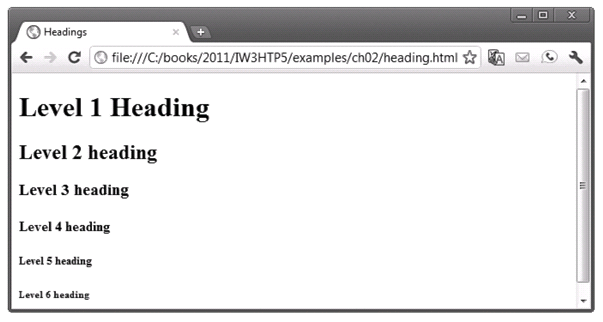 Headings
file:///C:/books/2011/IW3HTP5/examples/ch02/heading.html
Level 1 Heading
Level 2 heading
Level 3 heading
Level 4 heading
Level 5 heading
Level 6 heading